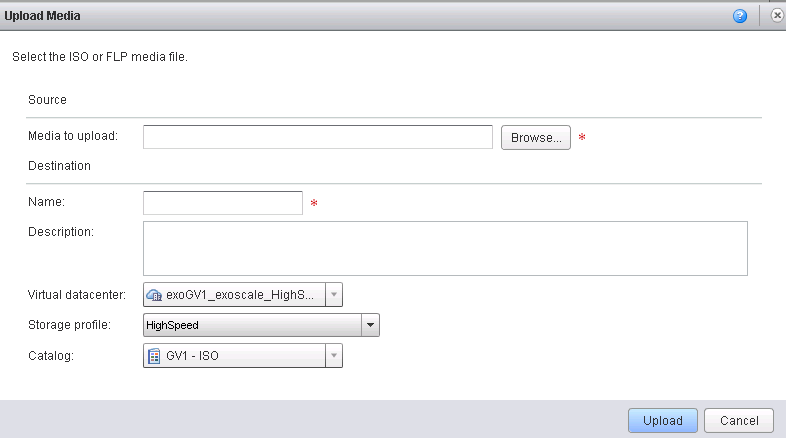 Upload Media
?
Select the ISO or FLP media file.
Source
Media to upload: Browse... *
Destination
Name: *
Description:
Virtual datacenter: exoGV1_exoscale_HighS...
Storage profile: HighSpeed
Catalog: GV1 - ISO
Upload Cancel